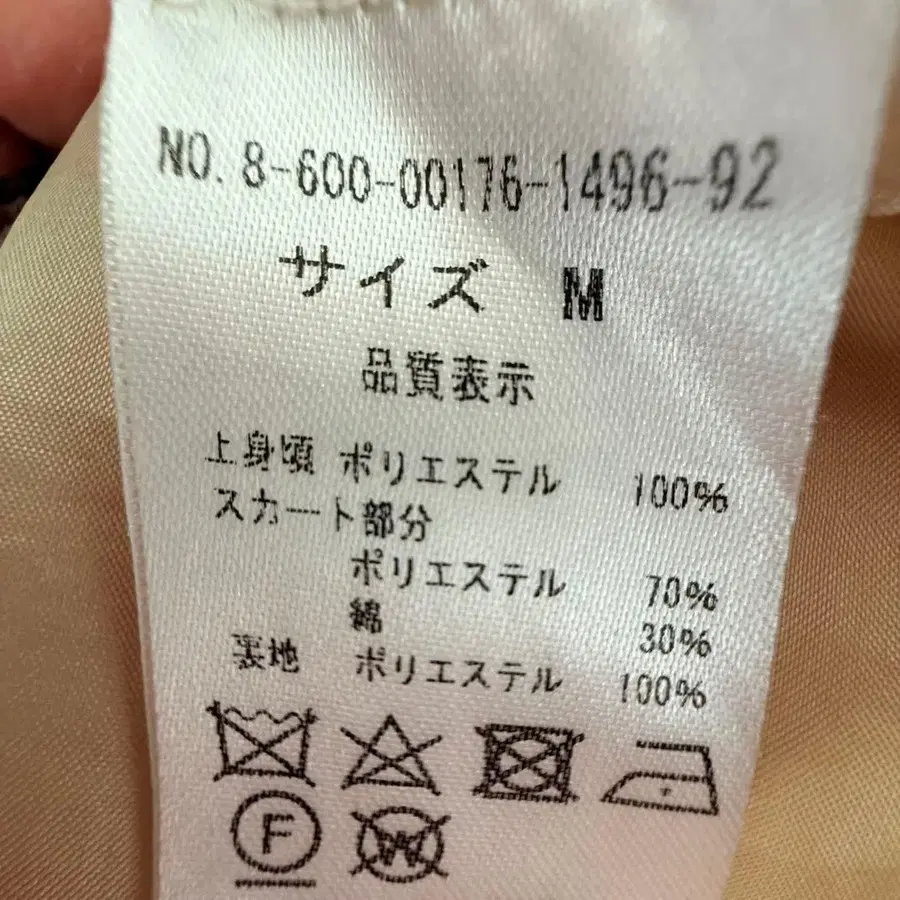 NO. 8-600-00176-1496-92
サイズ M
品質表示
上身頃 ポリエステル 100%
スカート部分
ポリエステル 70%
綿 30%
裏地 ポリエステル 100%
F
W